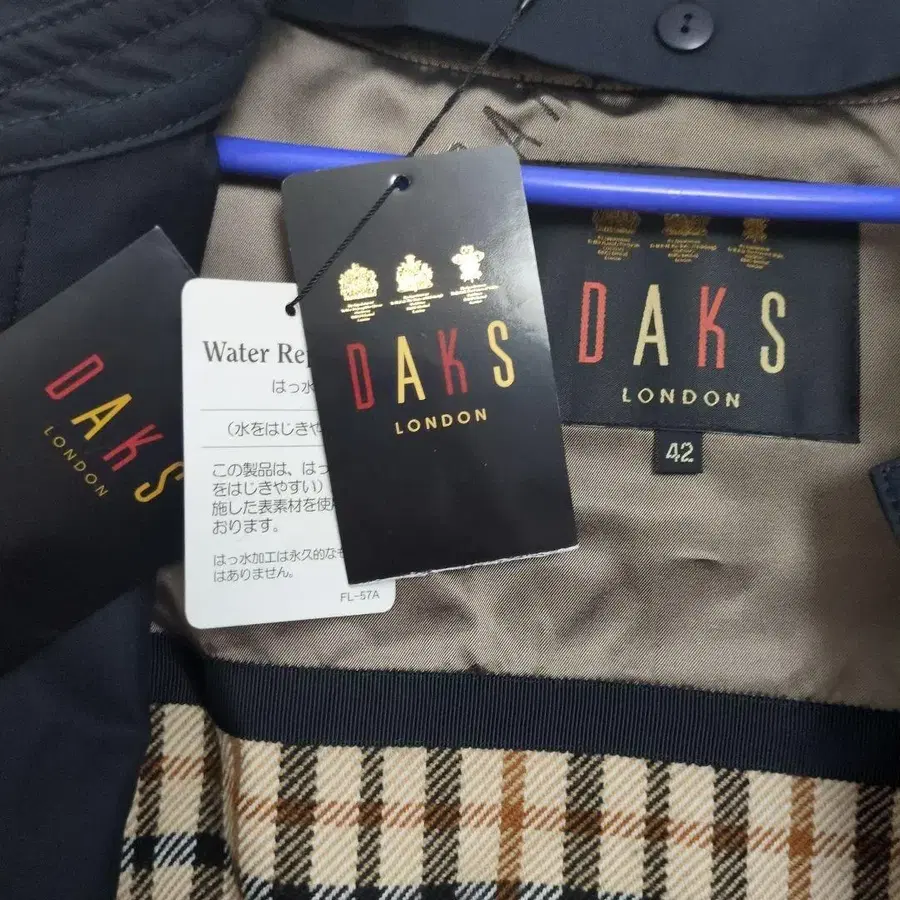 DAKS
LONDON
Water Re
はっ水
（水をはじきや
この製品は、はっ
をはじきやすい）
施した表素材を使
おります。
はっ水加工は永久的な
はありません。
FL-57A
DAKS
LONDON
DAKS
LONDON
42